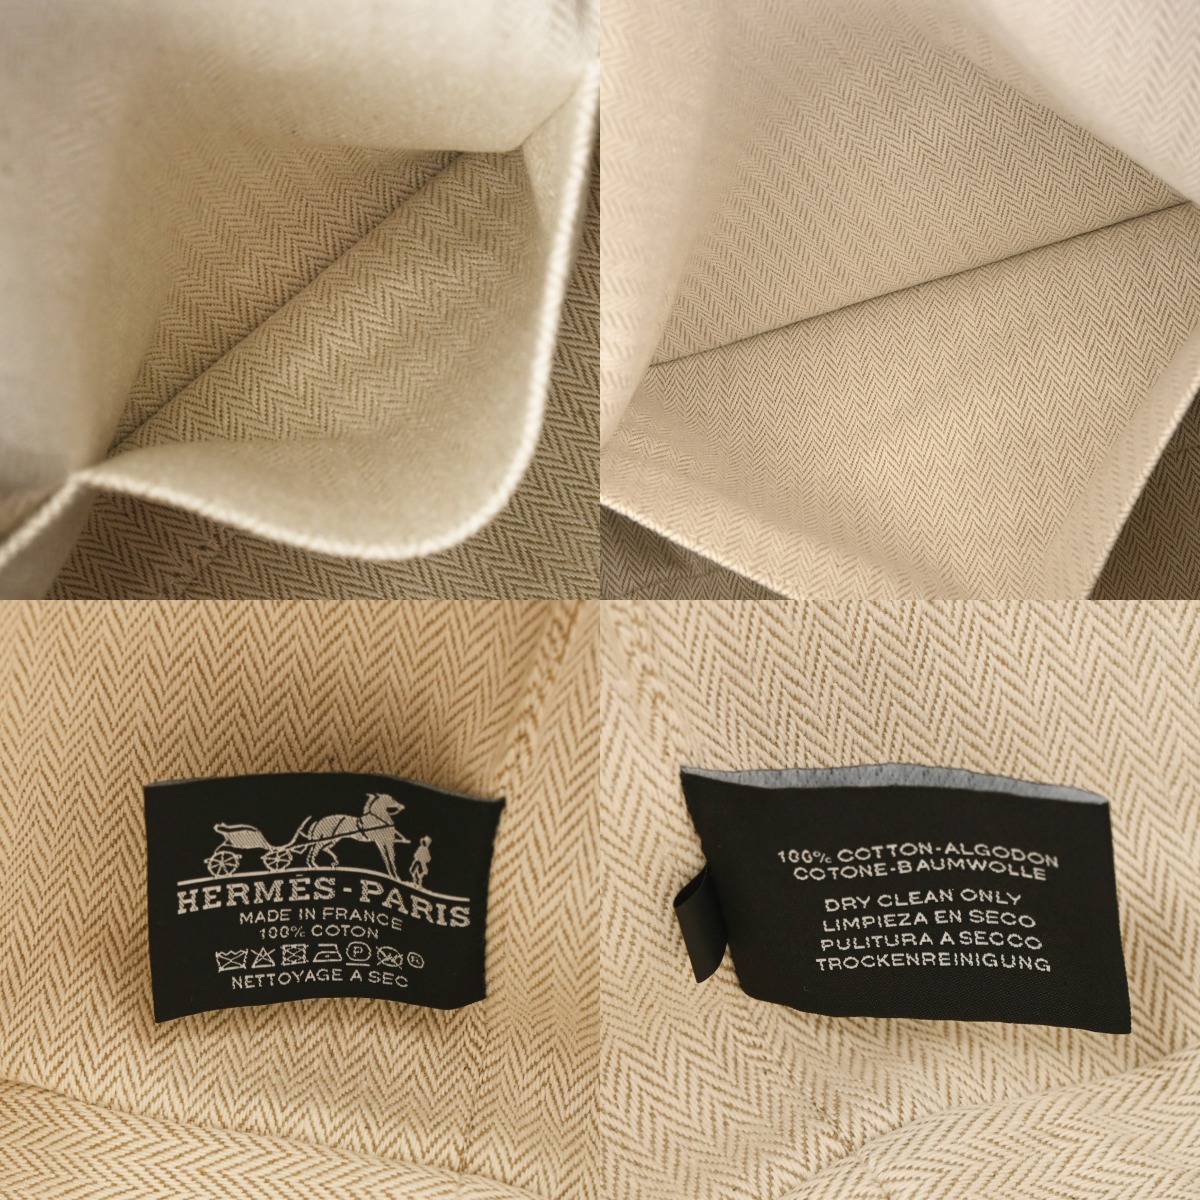 HERMÈS-PARIS
MADE IN FRANCE
100% COTON
NETTOYAGE A SEC
100% COTTON-ALGODON
COTONE-BAUMWOLLE
DRY CLEAN ONLY
LIMPIEZA EN SECO
PULITURA A SECCO
TROCKENREINIGUNG